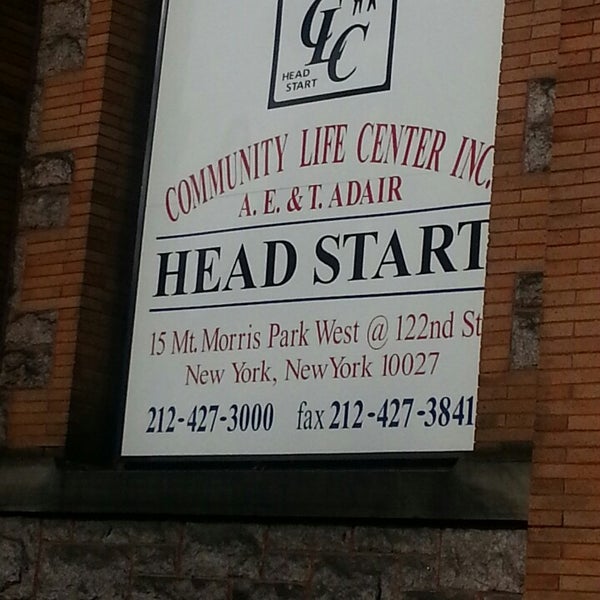 CLC
HEAD
START
COMMUNITY LIFE CENTER INC.
A. E. & T. ADAIR
HEAD START
15 Mt. Morris Park West @ 122nd St
New York, New York 10027
212-427-3000 fax 212-427-3841